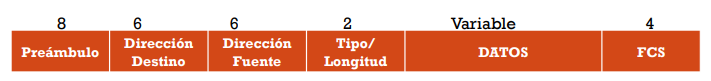 8 6 6 2 Variable 4
Preámbulo Dirección Destino Dirección Fuente Tipo/ Longitud DATOS FCS